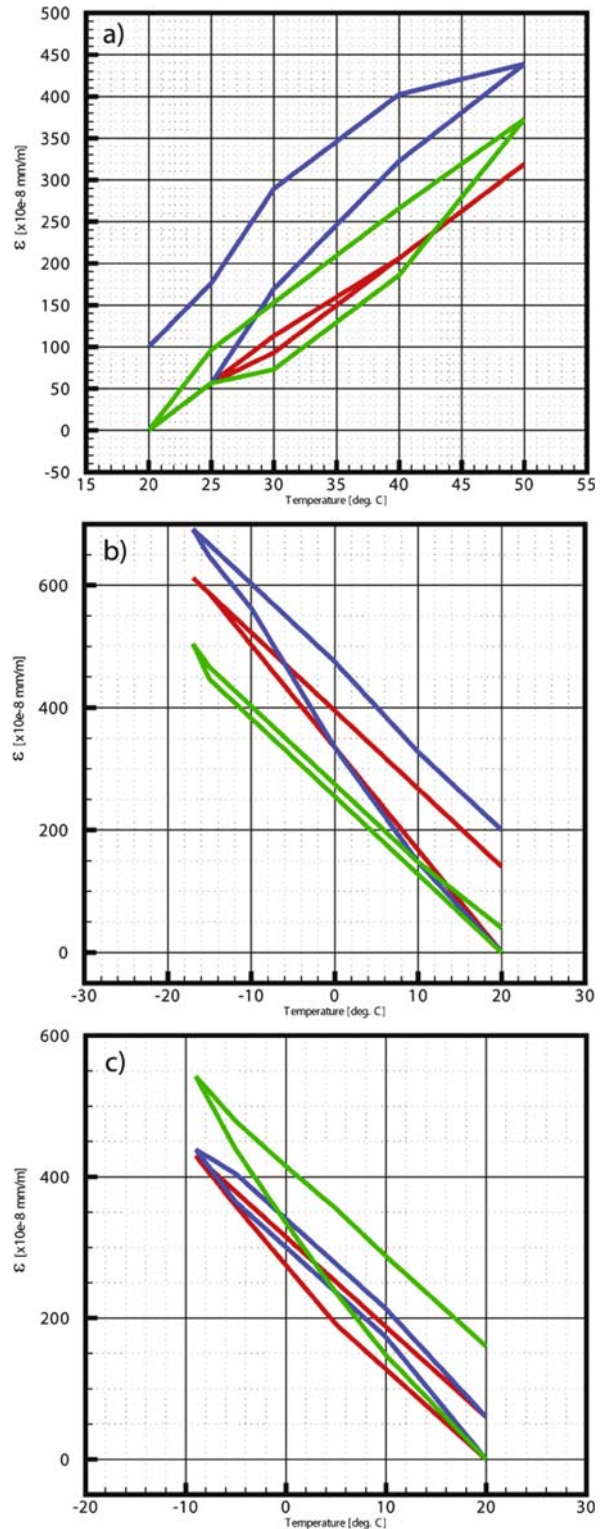 a)
500
450
400
350
300
250
200
150
100
50
0
-50
ε [x10e-8 mm/m]
15 20 25 30 35 40 45 50 55
Temperature [deg. C]
b)
600
400
200
0
ε [x10e-8 mm/m]
-30 -20 -10 0 10 20 30
Temperature [deg. C]
c)
600
400
200
0
ε [x10e-8 mm/m]
-20 -10 0 10 20 30
Temperature [deg. C]